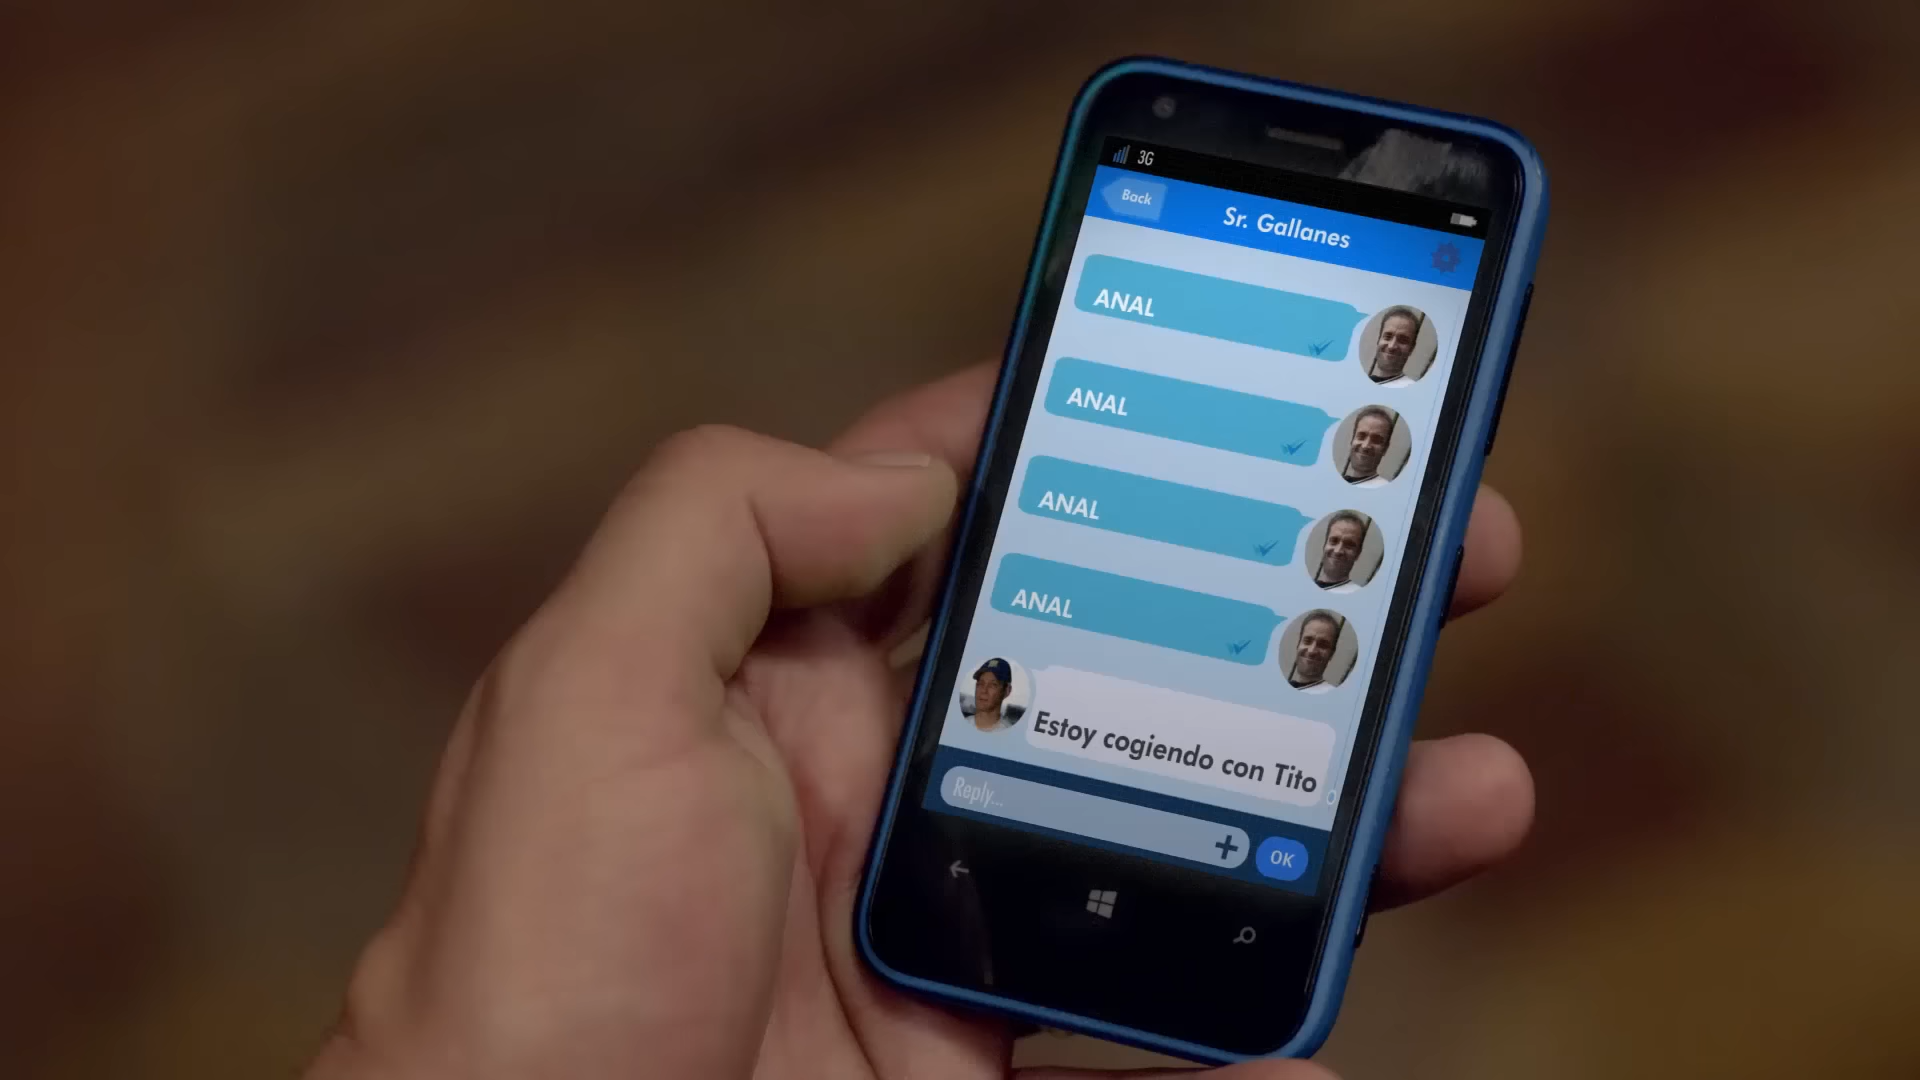 3G
Back
Sr. Gallanes
ANAL
ANAL
ANAL
ANAL
Estoy cogiendo con Tito
Reply...
OK